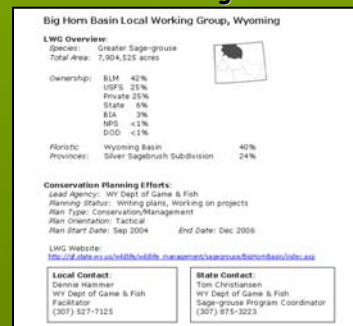 Big Horn Basin Local Working Group, Wyoming
LWG Overview:
Species: Greater Sage-grouse
Total Area: 7,904,525 acres
Ownership: BLM 42%
USFS 25%
Private 25%
State 6%
BIA 3%
NPS <1%
DOD <1%
Floristic Wyoming Basin 40%
Provinces: Silver Sagebrush Subdivision 24%
Conservation Planning Efforts:
Lead Agency: WY Dept of Game & Fish
Planning Status: Writing plans, Working on projects
Plan Type: Conservation/Management
Plan Orientation: Tactical
Plan Start Date: Sep 2004 End Date: Dec 2006
LWG Website:
http://gf.state.wy.us/wildlife/wildlife_management/sagegrouse/BigHornBasin/index.asp
Local Contact:
Dennie Hammer
WY Dept of Game & Fish
Facilitator
(307) 527-7125
State Contact:
Tom Christiansen
WY Dept of Game & Fish
Sage-grouse Program Coordinator
(307) 875-3223